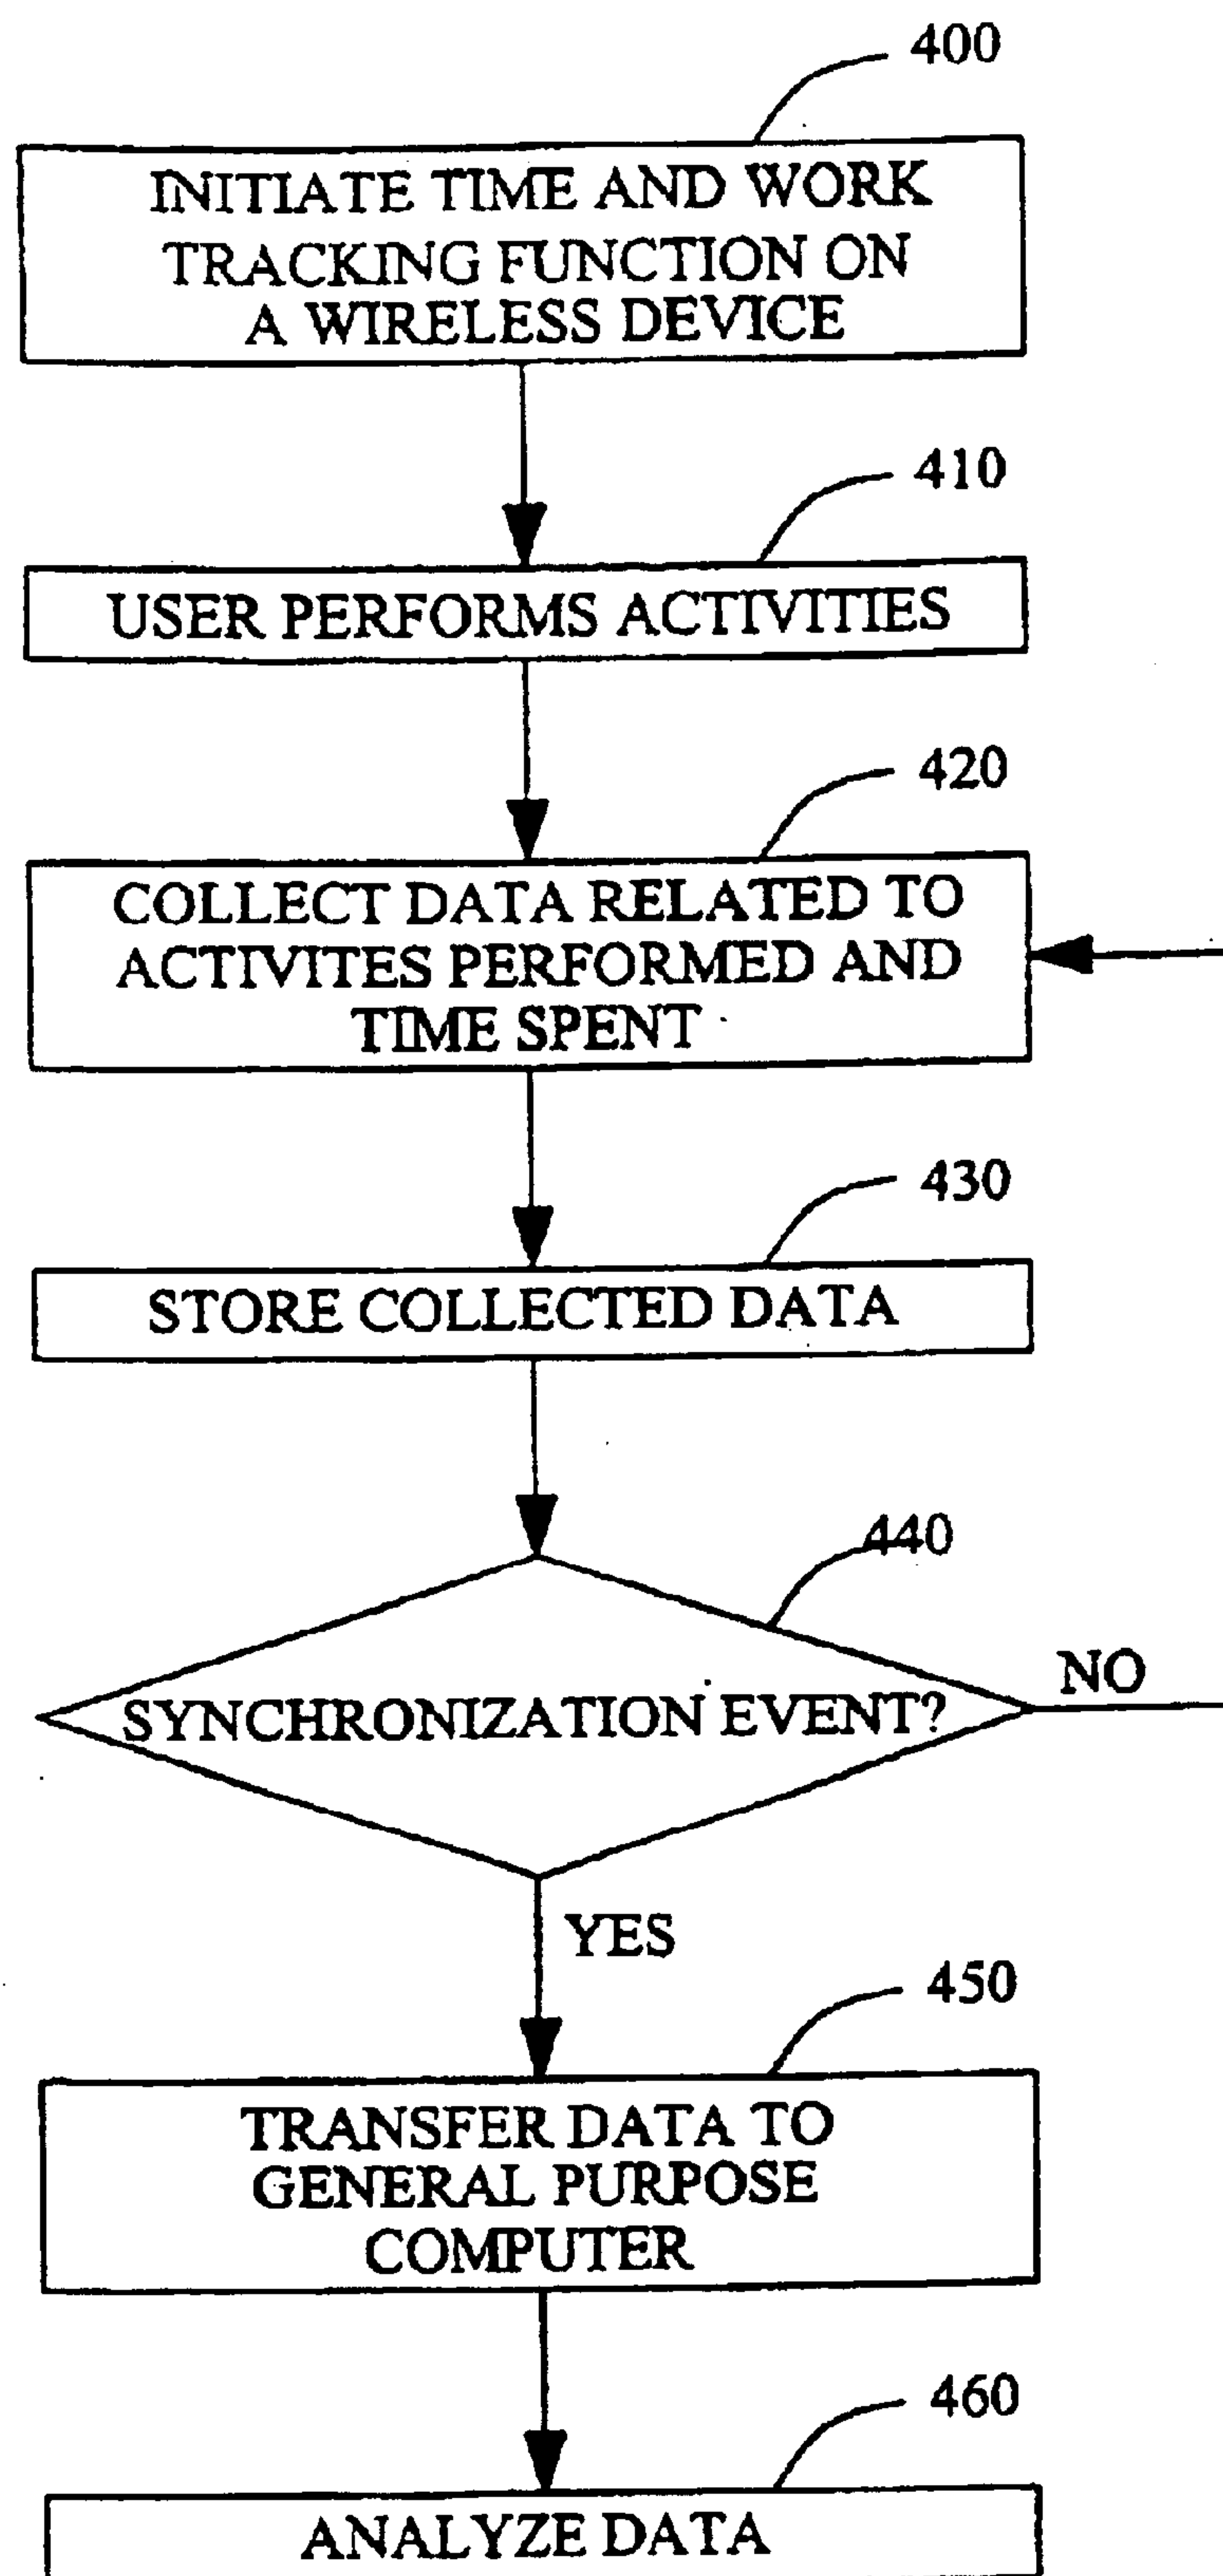 400
INITIATE TIME AND WORK
TRACKING FUNCTION ON
A WIRELESS DEVICE
410
USER PERFORMS ACTIVITIES
420
COLLECT DATA RELATED TO
ACTIVITES PERFORMED AND
TIME SPENT
430
STORE COLLECTED DATA
440
SYNCHRONIZATION EVENT?
NO
YES
450
TRANSFER DATA TO
GENERAL PURPOSE
COMPUTER
460
ANALYZE DATA